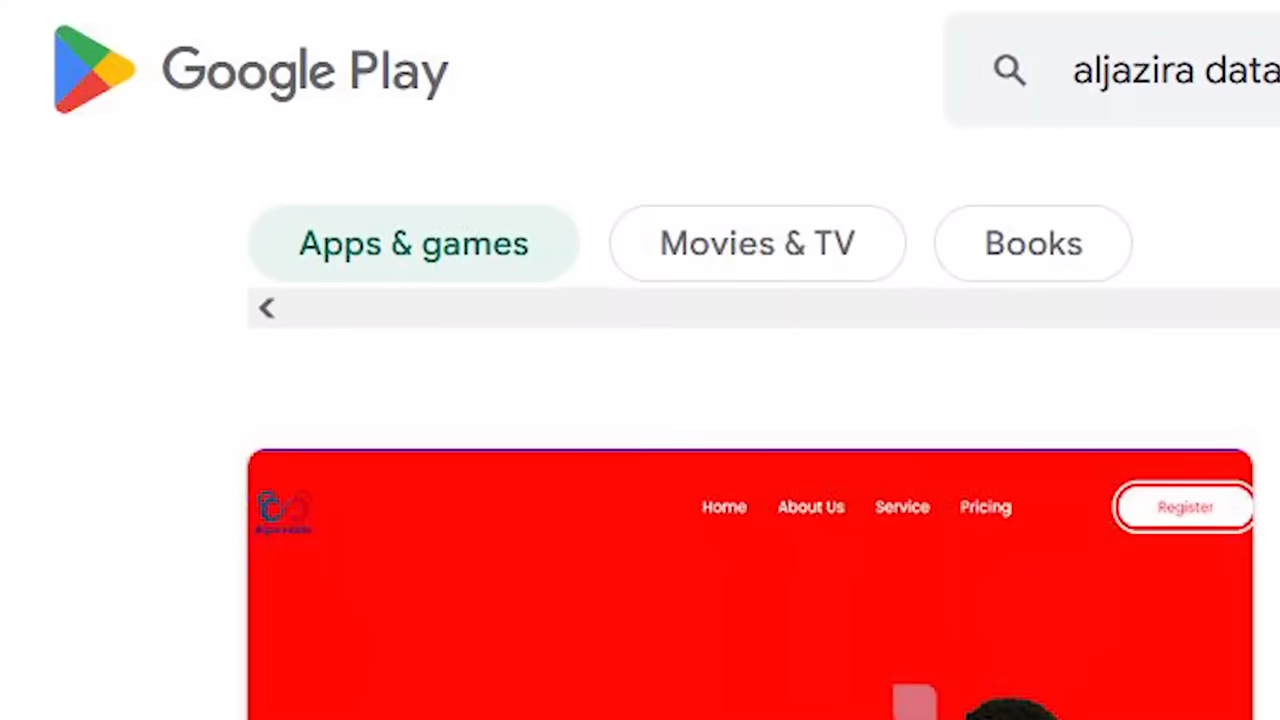 Google Play
aljazira data
Apps & games
Movies & TV
Books
Home
About Us
Service
Pricing
Register